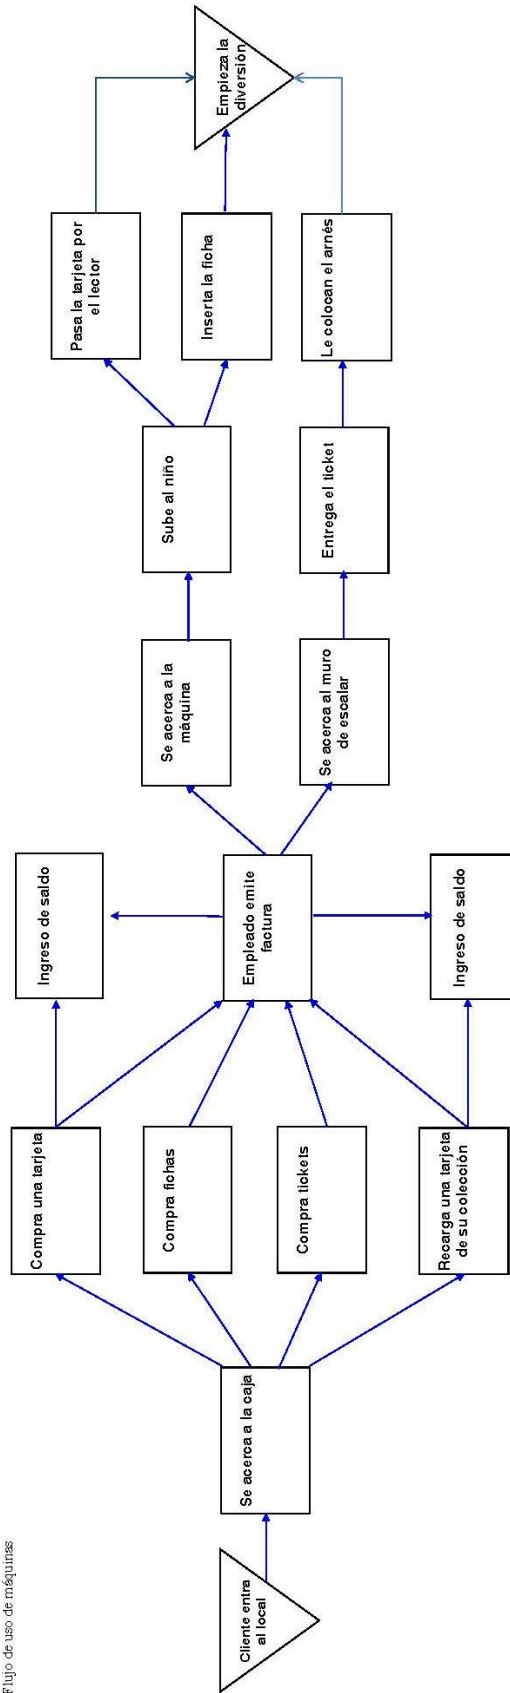 Flujo de uso de máquinas
Cliente entra
al local
Se acerca a la caja
Compra una tarjeta
Compra fichas
Compra tickets
Recarga una tarjeta
de su colección
Ingreso de saldo
Empleado emite
factura
Ingreso de saldo
Se acerca a la
máquina
Se acerca al muro
de escalar
Sube al niño
Entrega el ticket
Pasa la tarjeta por
el lector
Inserta la ficha
Le colocan el arnés
Empieza la
diversión